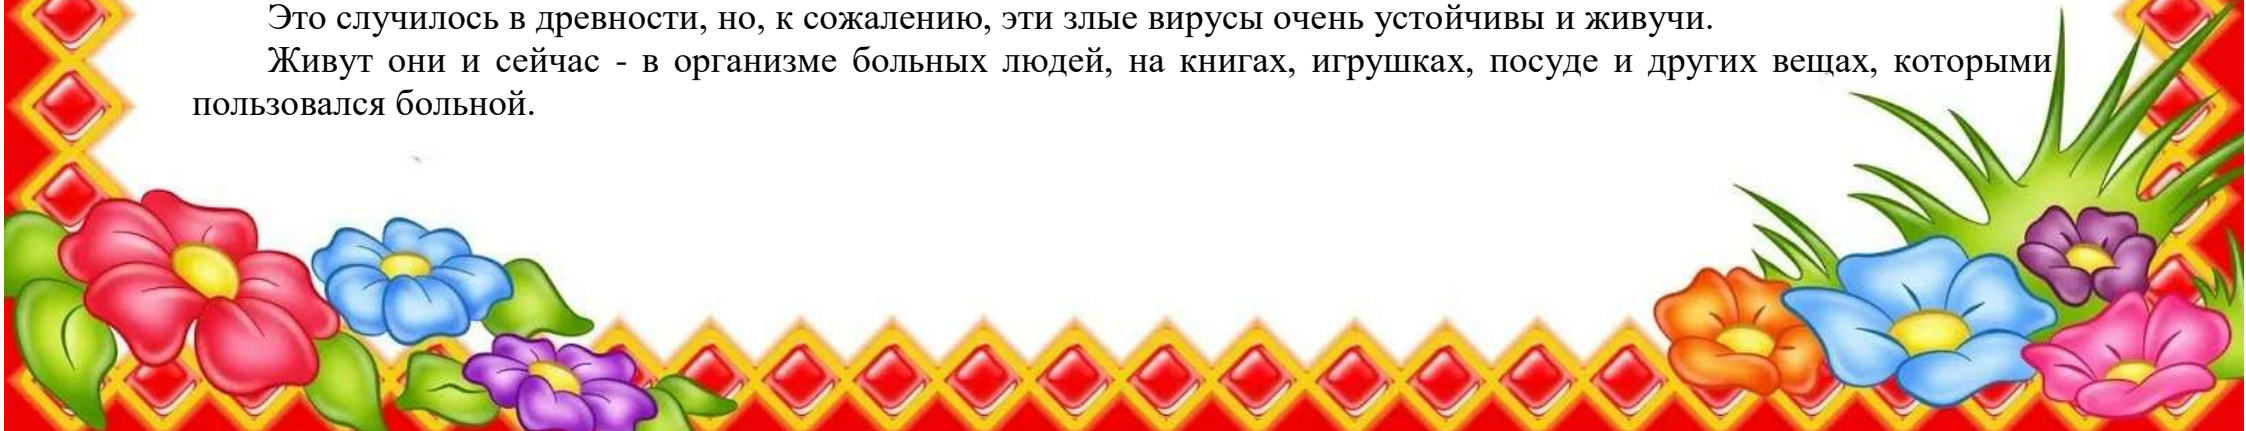 Это случилось в древности, но, к сожалению, эти злые вирусы очень устойчивы и живучи.
Живут они и сейчас - в организме больных людей, на книгах, игрушках, посуде и других вещах, которыми
пользовался больной.